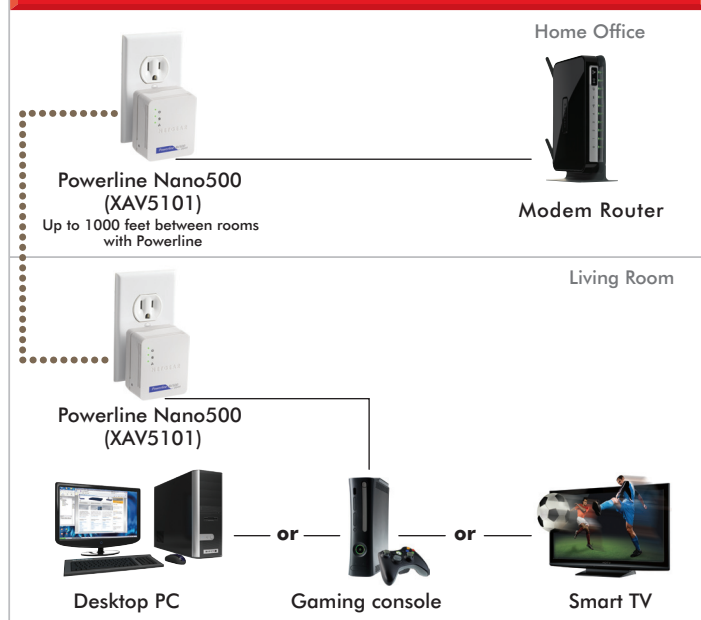 Home Office
Powerline Nano500
(XAV5101)
Up to 1000 feet between rooms
with Powerline
Modem Router
Living Room
Powerline Nano500
(XAV5101)
or
or
Desktop PC
Gaming console
Smart TV